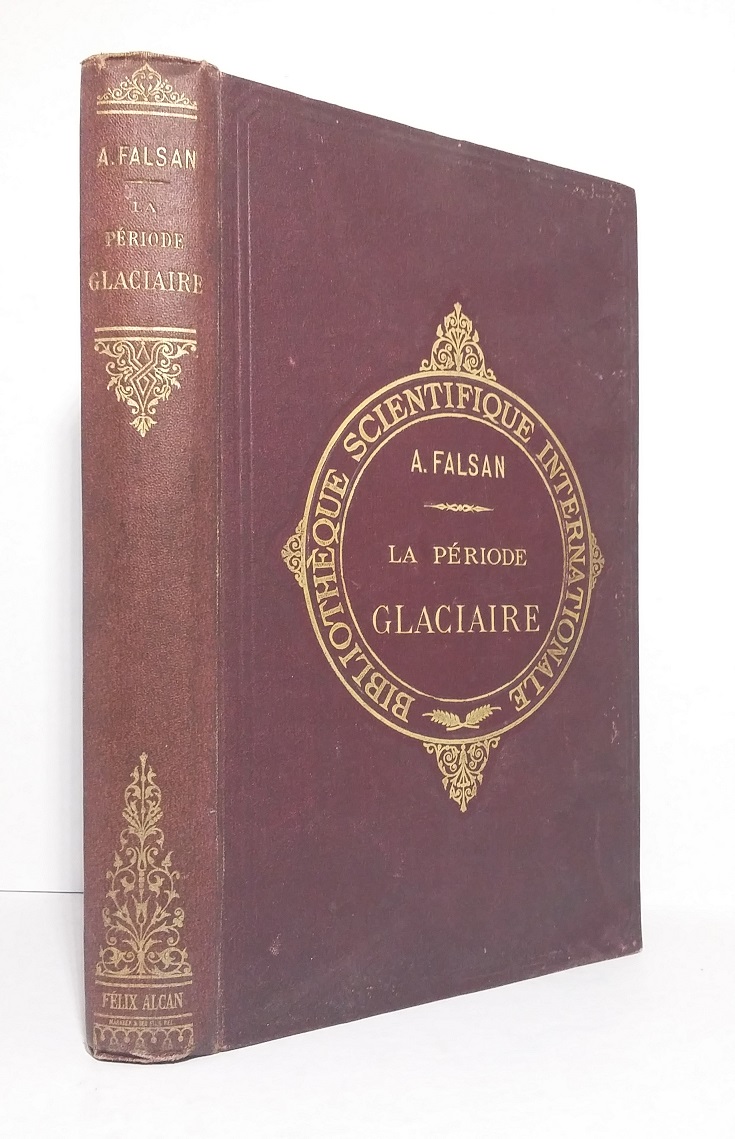 A. FALSAN
LA
PÉRIODE
GLACIAIRE
FÉLIX ALCAN
BIBLIOTHÈQUE SCIENTIFIQUE INTERNATIONALE
A. FALSAN
LA PÉRIODE
GLACIAIRE